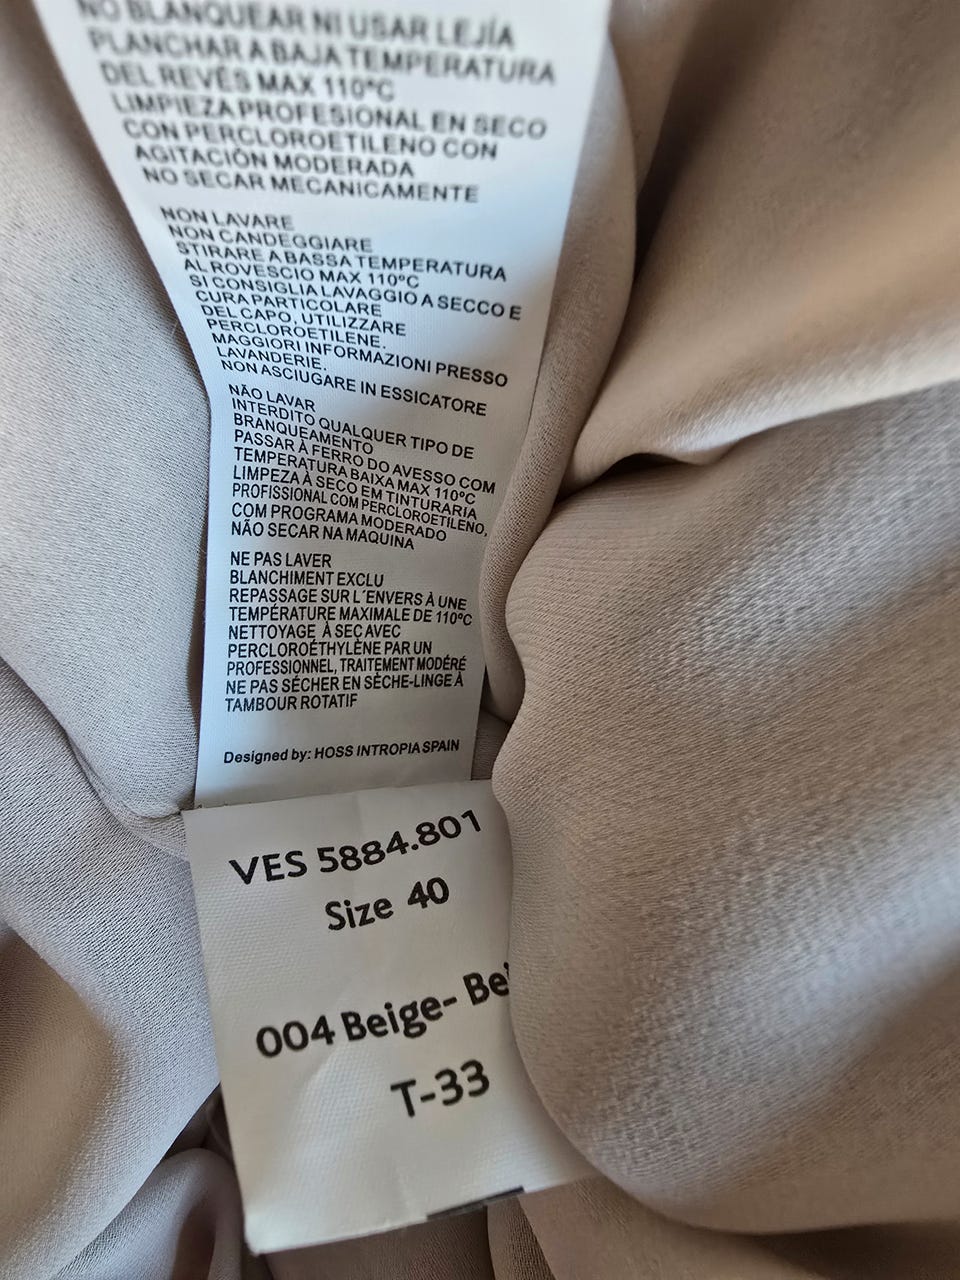 NO BLANQUEAR NI USAR LEJÍA
PLANCHAR A BAJA TEMPERATURA
DEL REVÉS MAX 110ºC
LIMPIEZA PROFESIONAL EN SECO
CON PERCLOROETILENO CON
AGITACIÓN MODERADA
NO SECAR MECANICAMENTE
NON LAVARE
NON CANDEGGIARE
STIRARE A BASSA TEMPERATURA
AL ROVESCIO MAX 110ºC
SI CONSIGLIA LAVAGGIO A SECCO E
CURA PARTICOLARE
DEL CAPO, UTILIZZARE
PERCLOROETILENE.
MAGGIORI INFORMAZIONI PRESSO
LAVANDERIE.
NON ASCIUGARE IN ESSICATORE
NÃO LAVAR
INTERDITO QUALQUER TIPO DE
BRANQUEAMENTO
PASSAR À FERRO DO AVESSO COM
TEMPERATURA BAIXA MAX 110ºC
LIMPEZA À SECO EM TINTURARIA
PROFISSIONAL COM PERCLOROETILENO,
COM PROGRAMA MODERADO
NÃO SECAR NA MAQUINA
NE PAS LAVER
BLANCHIMENT EXCLU
REPASSAGE SUR L´ENVERS À UNE
TEMPÉRATURE MAXIMALE DE 110ºC
NETTOYAGE À SEC AVEC
PERCLOROÉTHYLÈNE PAR UN
PROFESSIONNEL, TRAITEMENT MODÉRÉ
NE PAS SÉCHER EN SÈCHE-LINGE À
TAMBOUR ROTATIF
Designed by: HOSS INTROPIA SPAIN
VES 5884.801
Size 40
004 Beige- Bei
T-33